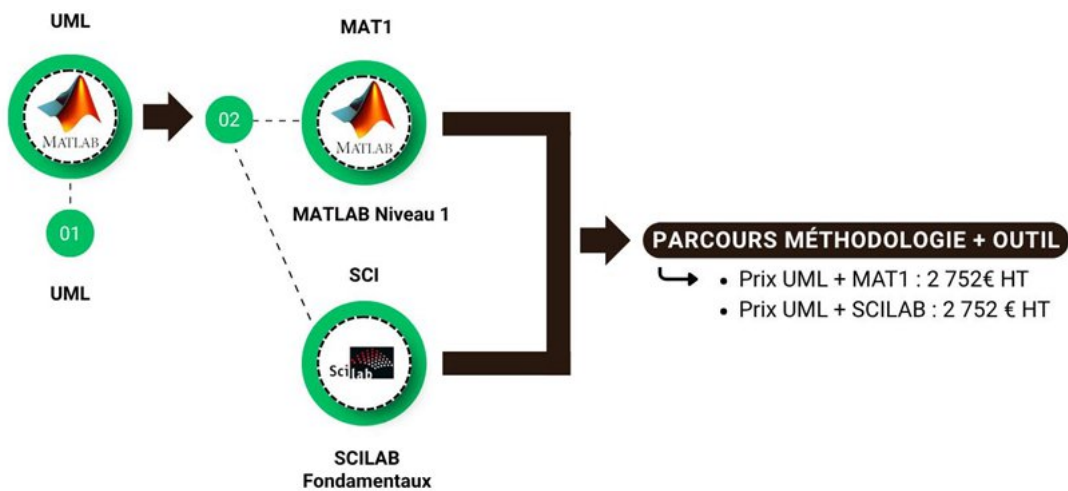 UML
MATLAB
01
UML
02
MAT1
MATLAB
MATLAB Niveau 1
SCI
Scilab
SCILAB
Fondamentaux
PARCOURS MÉTHODOLOGIE + OUTIL
• Prix UML + MAT1 : 2 752€ HT
• Prix UML + SCILAB : 2 752 € HT